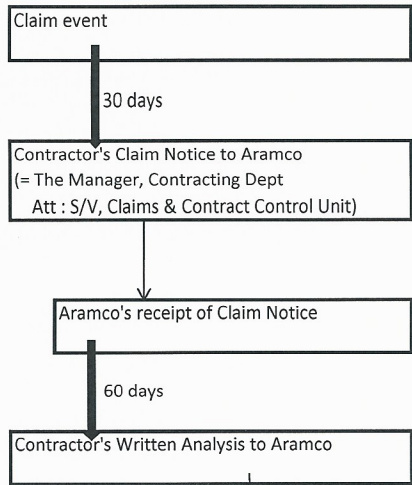 Claim event
30 days
Contractor's Claim Notice to Aramco
(= The Manager, Contracting Dept
Att : S/V, Claims & Contract Control Unit)
Aramco's receipt of Claim Notice
60 days
Contractor's Written Analysis to Aramco